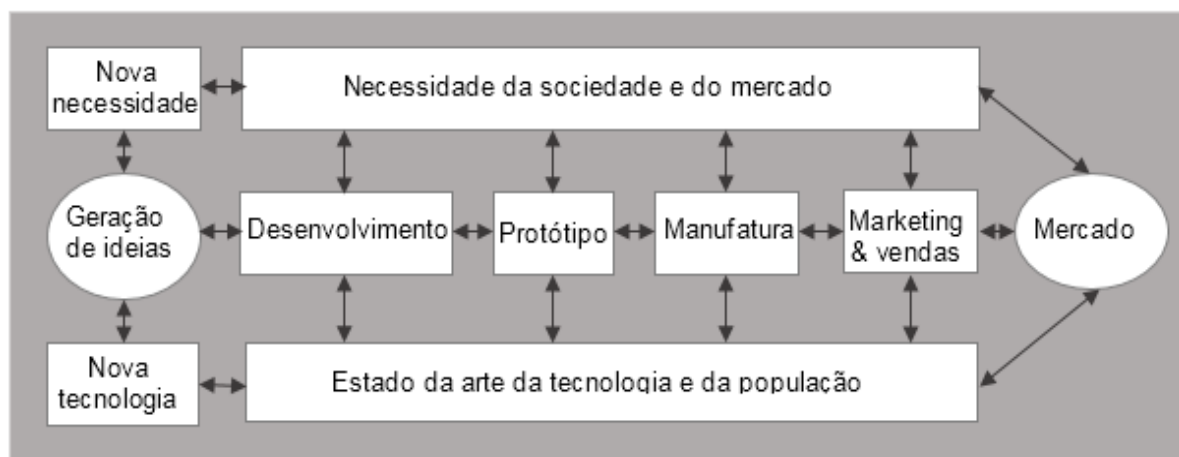 Nova
necessidade
Necessidade da sociedade e do mercado
Geração
de ideias
Desenvolvimento
Protótipo
Manufatura
Marketing
& vendas
Mercado
Nova
tecnologia
Estado da arte da tecnologia e da população